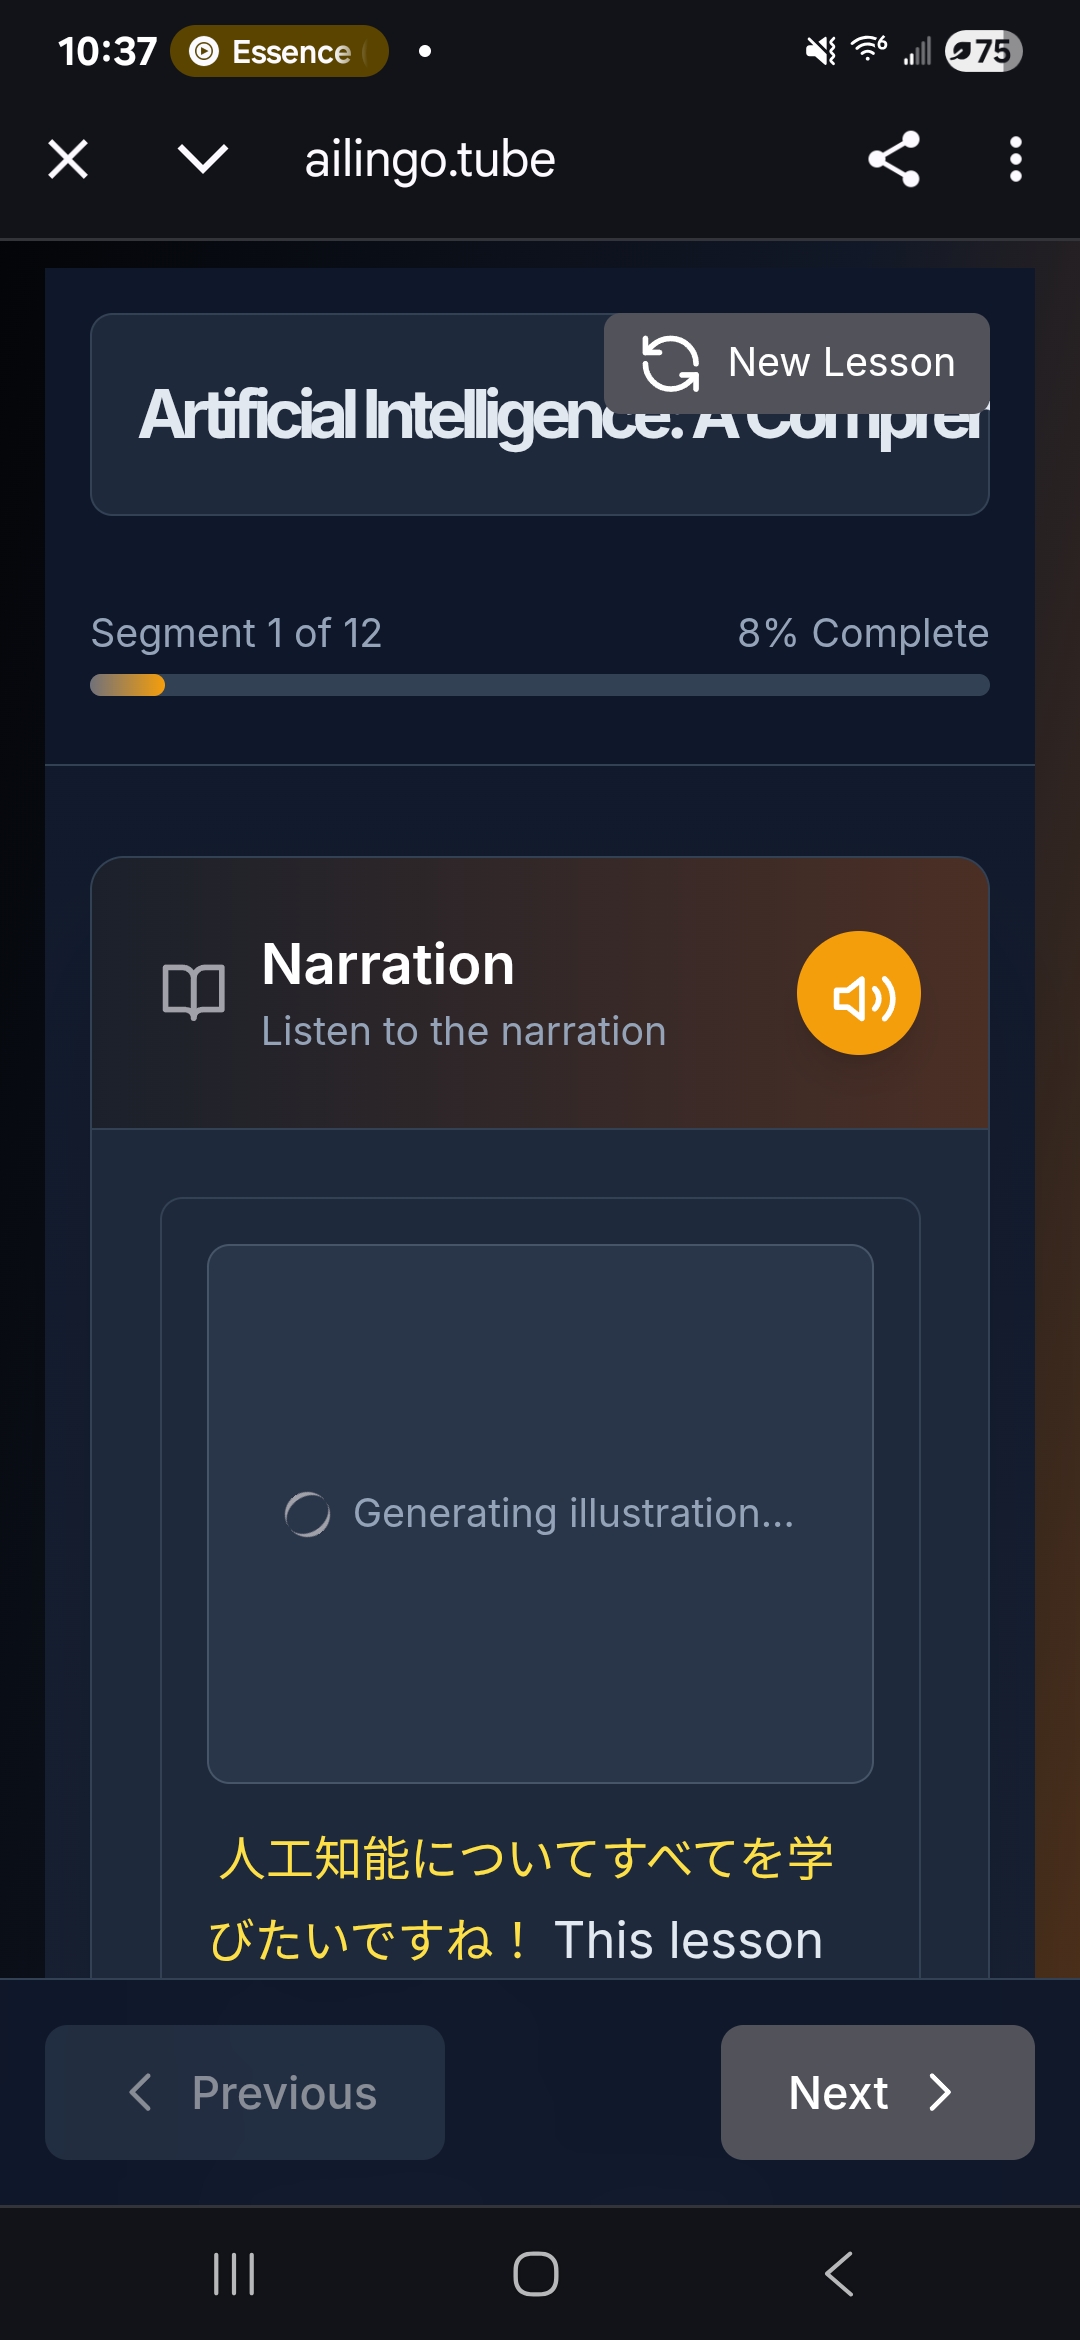 10:37 Essence 6 75
ailingo.tube
New Lesson
Artificial Intelligence: A
Segment 1 of 12 8% Complete
Narration
Listen to the narration
Generating illustration...
人工知能についてすべてを学
びたいですね！ This lesson
Previous Next